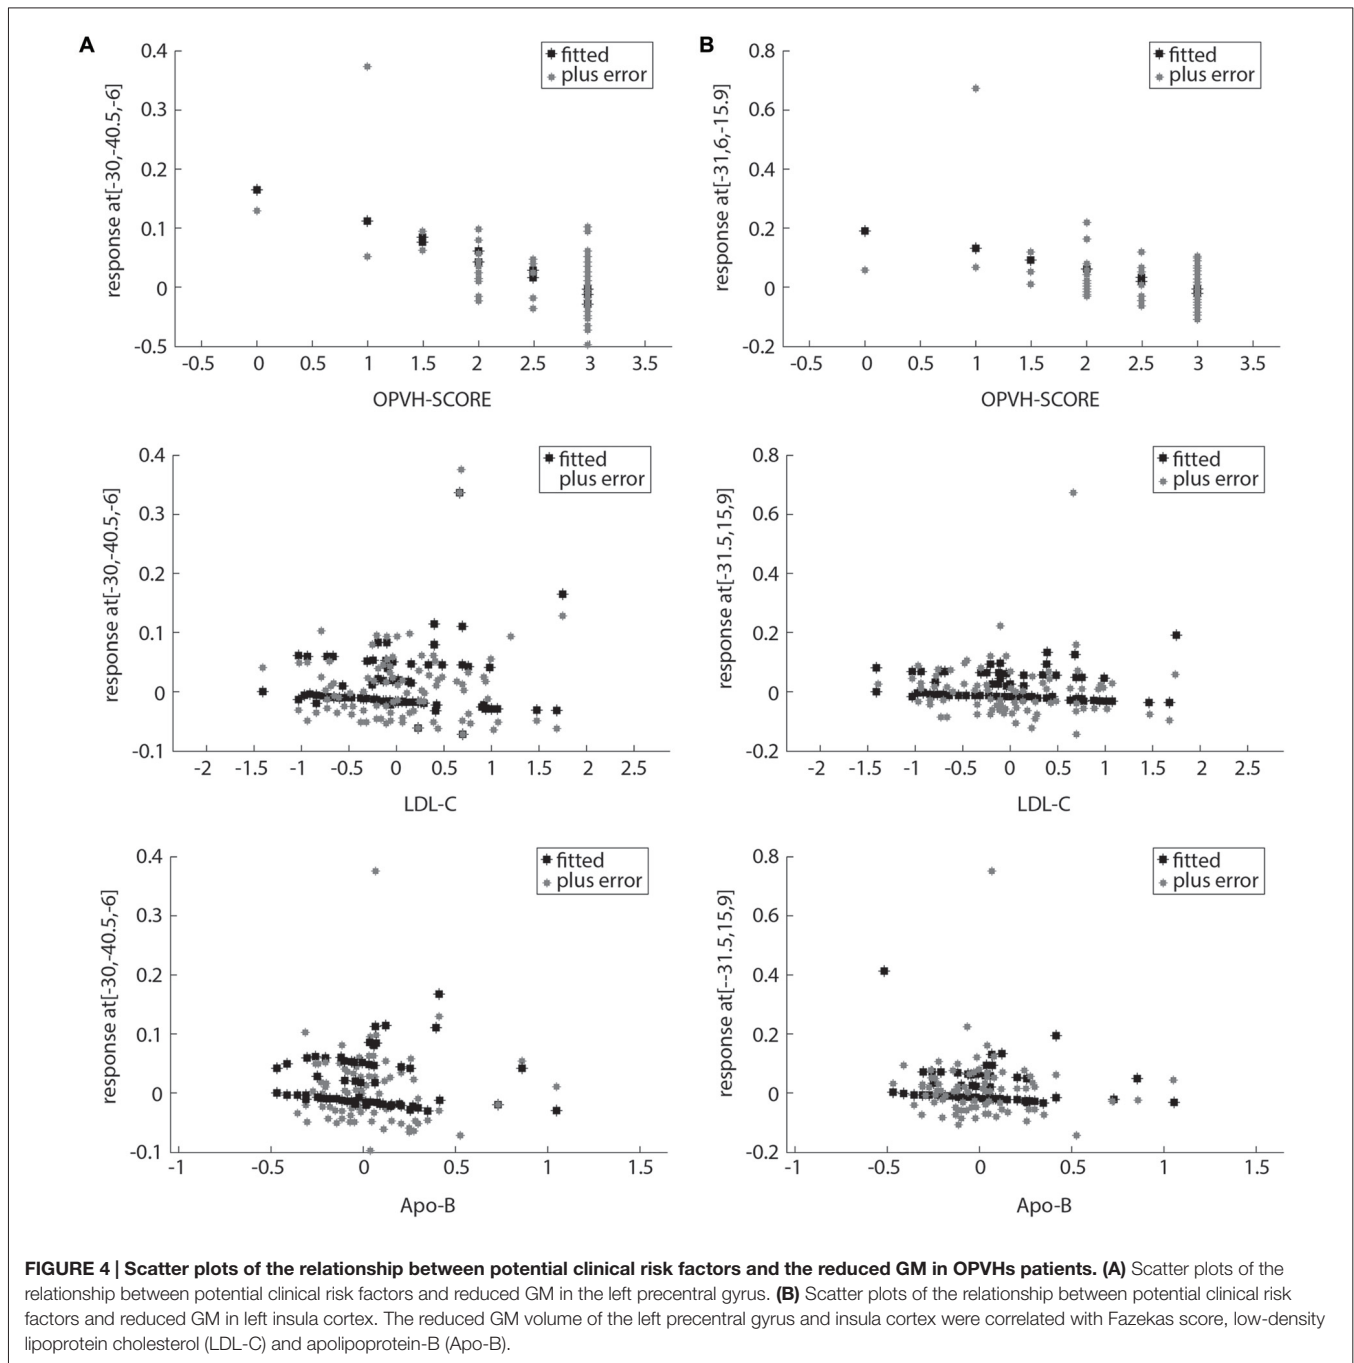 A
0.4
0.3
0.2
0.1
0
-0.5
response at[-30,-40.5,-6]
fitted
plus error
-0.5 0 0.5 1 1.5 2 2.5 3 3.5
OPVH-SCORE
B
0.8
0.6
0.4
0.2
0
-0.2
response at[-31,6,-15.9]
fitted
plus error
-0.5 0 0.5 1 1.5 2 2.5 3 3.5
OPVH-SCORE
0.4
0.3
0.2
0.1
0
-0.1
response at[-30,-40.5,-6]
fitted
plus error
-2 -1.5 -1 -0.5 0 0.5 1 1.5 2 2.5
LDL-C
0.8
0.6
0.4
0.2
0
-0.2
response at[-31.5,15,9]
fitted
plus error
-2 -1.5 -1 -0.5 0 0.5 1 1.5 2 2.5
LDL-C
0.4
0.3
0.2
0.1
0
-0.1
response at[-30,-40.5,-6]
fitted
plus error
-1 -0.5 0 0.5 1 1.5
Apo-B
0.8
0.6
0.4
0.2
0
-0.2
response at[--31.5,15,9]
fitted
plus error
-1 -0.5 0 0.5 1 1.5
Apo-B
FIGURE 4 | Scatter plots of the relationship between potential clinical risk factors and the reduced GM in OPVHs patients. (A) Scatter plots of the
relationship between potential clinical risk factors and reduced GM in the left precentral gyrus. (B) Scatter plots of the relationship between potential clinical risk
factors and reduced GM in left insula cortex. The reduced GM volume of the left precentral gyrus and insula cortex were correlated with Fazekas score, low-density
lipoprotein cholesterol (LDL-C) and apolipoprotein-B (Apo-B).